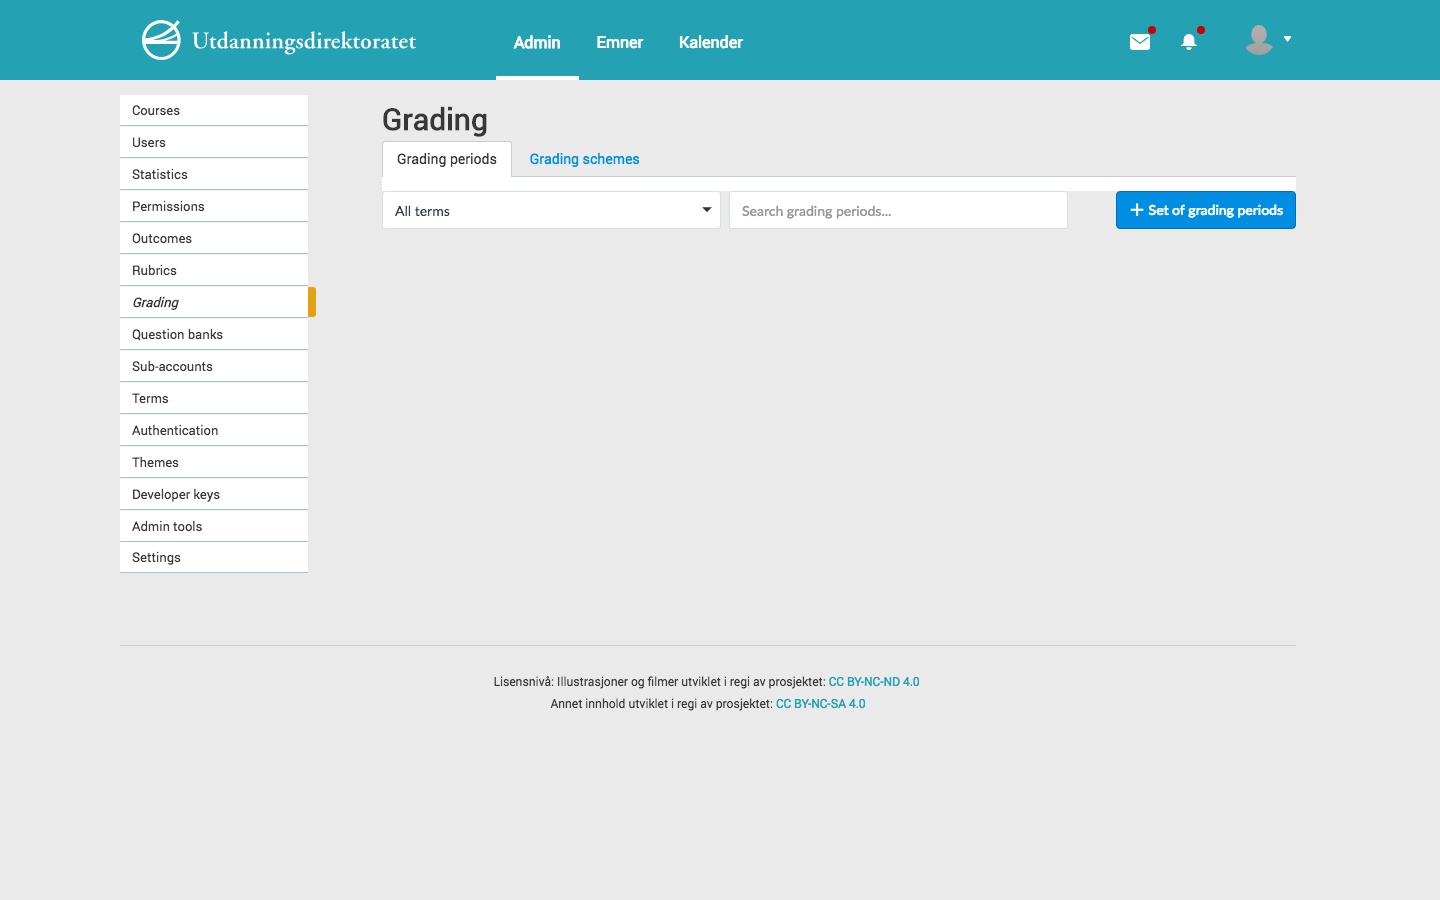 Utdanningsdirektoratet
Admin Emner Kalender
Courses
Users
Statistics
Permissions
Outcomes
Rubrics
Grading
Question banks
Sub-accounts
Terms
Authentication
Themes
Developer keys
Admin tools
Settings
Grading
Grading periods Grading schemes
All terms Search grading periods... + Set of grading periods
Lisensnivå: Illustrasjoner og filmer utviklet i regi av prosjektet: CC BY-NC-ND 4.0
Annet innhold utviklet i regi av prosjektet: CC BY-NC-SA 4.0